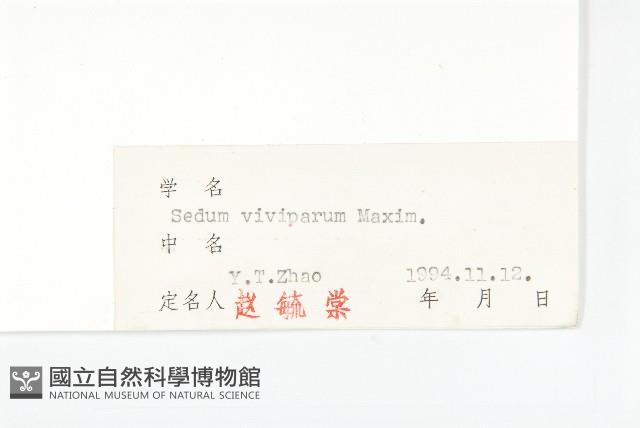 学 名
Sedum viviparum Maxim.
中 名
Y.T.Zhao 1994.11.12.
定名人 赵毓棠 年 月 日
國立自然科學博物館
NATIONAL MUSEUM OF NATURAL SCIENCE